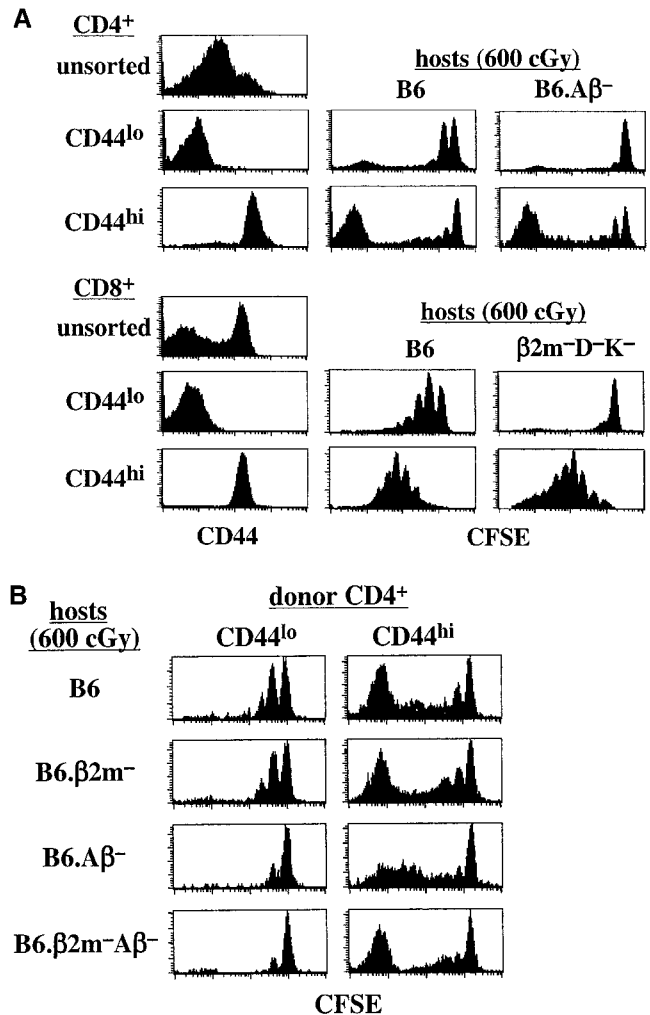 A
CD4⁺
unsorted
hosts (600 cGy)
B6 B6.Aβ⁻
CD44ˡᵒ
CD44ʰⁱ
CD8⁺
unsorted
hosts (600 cGy)
B6 β2m⁻D⁻K⁻
CD44ˡᵒ
CD44ʰⁱ
CD44 CFSE
B
hosts
(600 cGy)
donor CD4⁺
CD44ˡᵒ CD44ʰⁱ
B6
B6.β2m⁻
B6.Aβ⁻
B6.β2m⁻Aβ⁻
CFSE